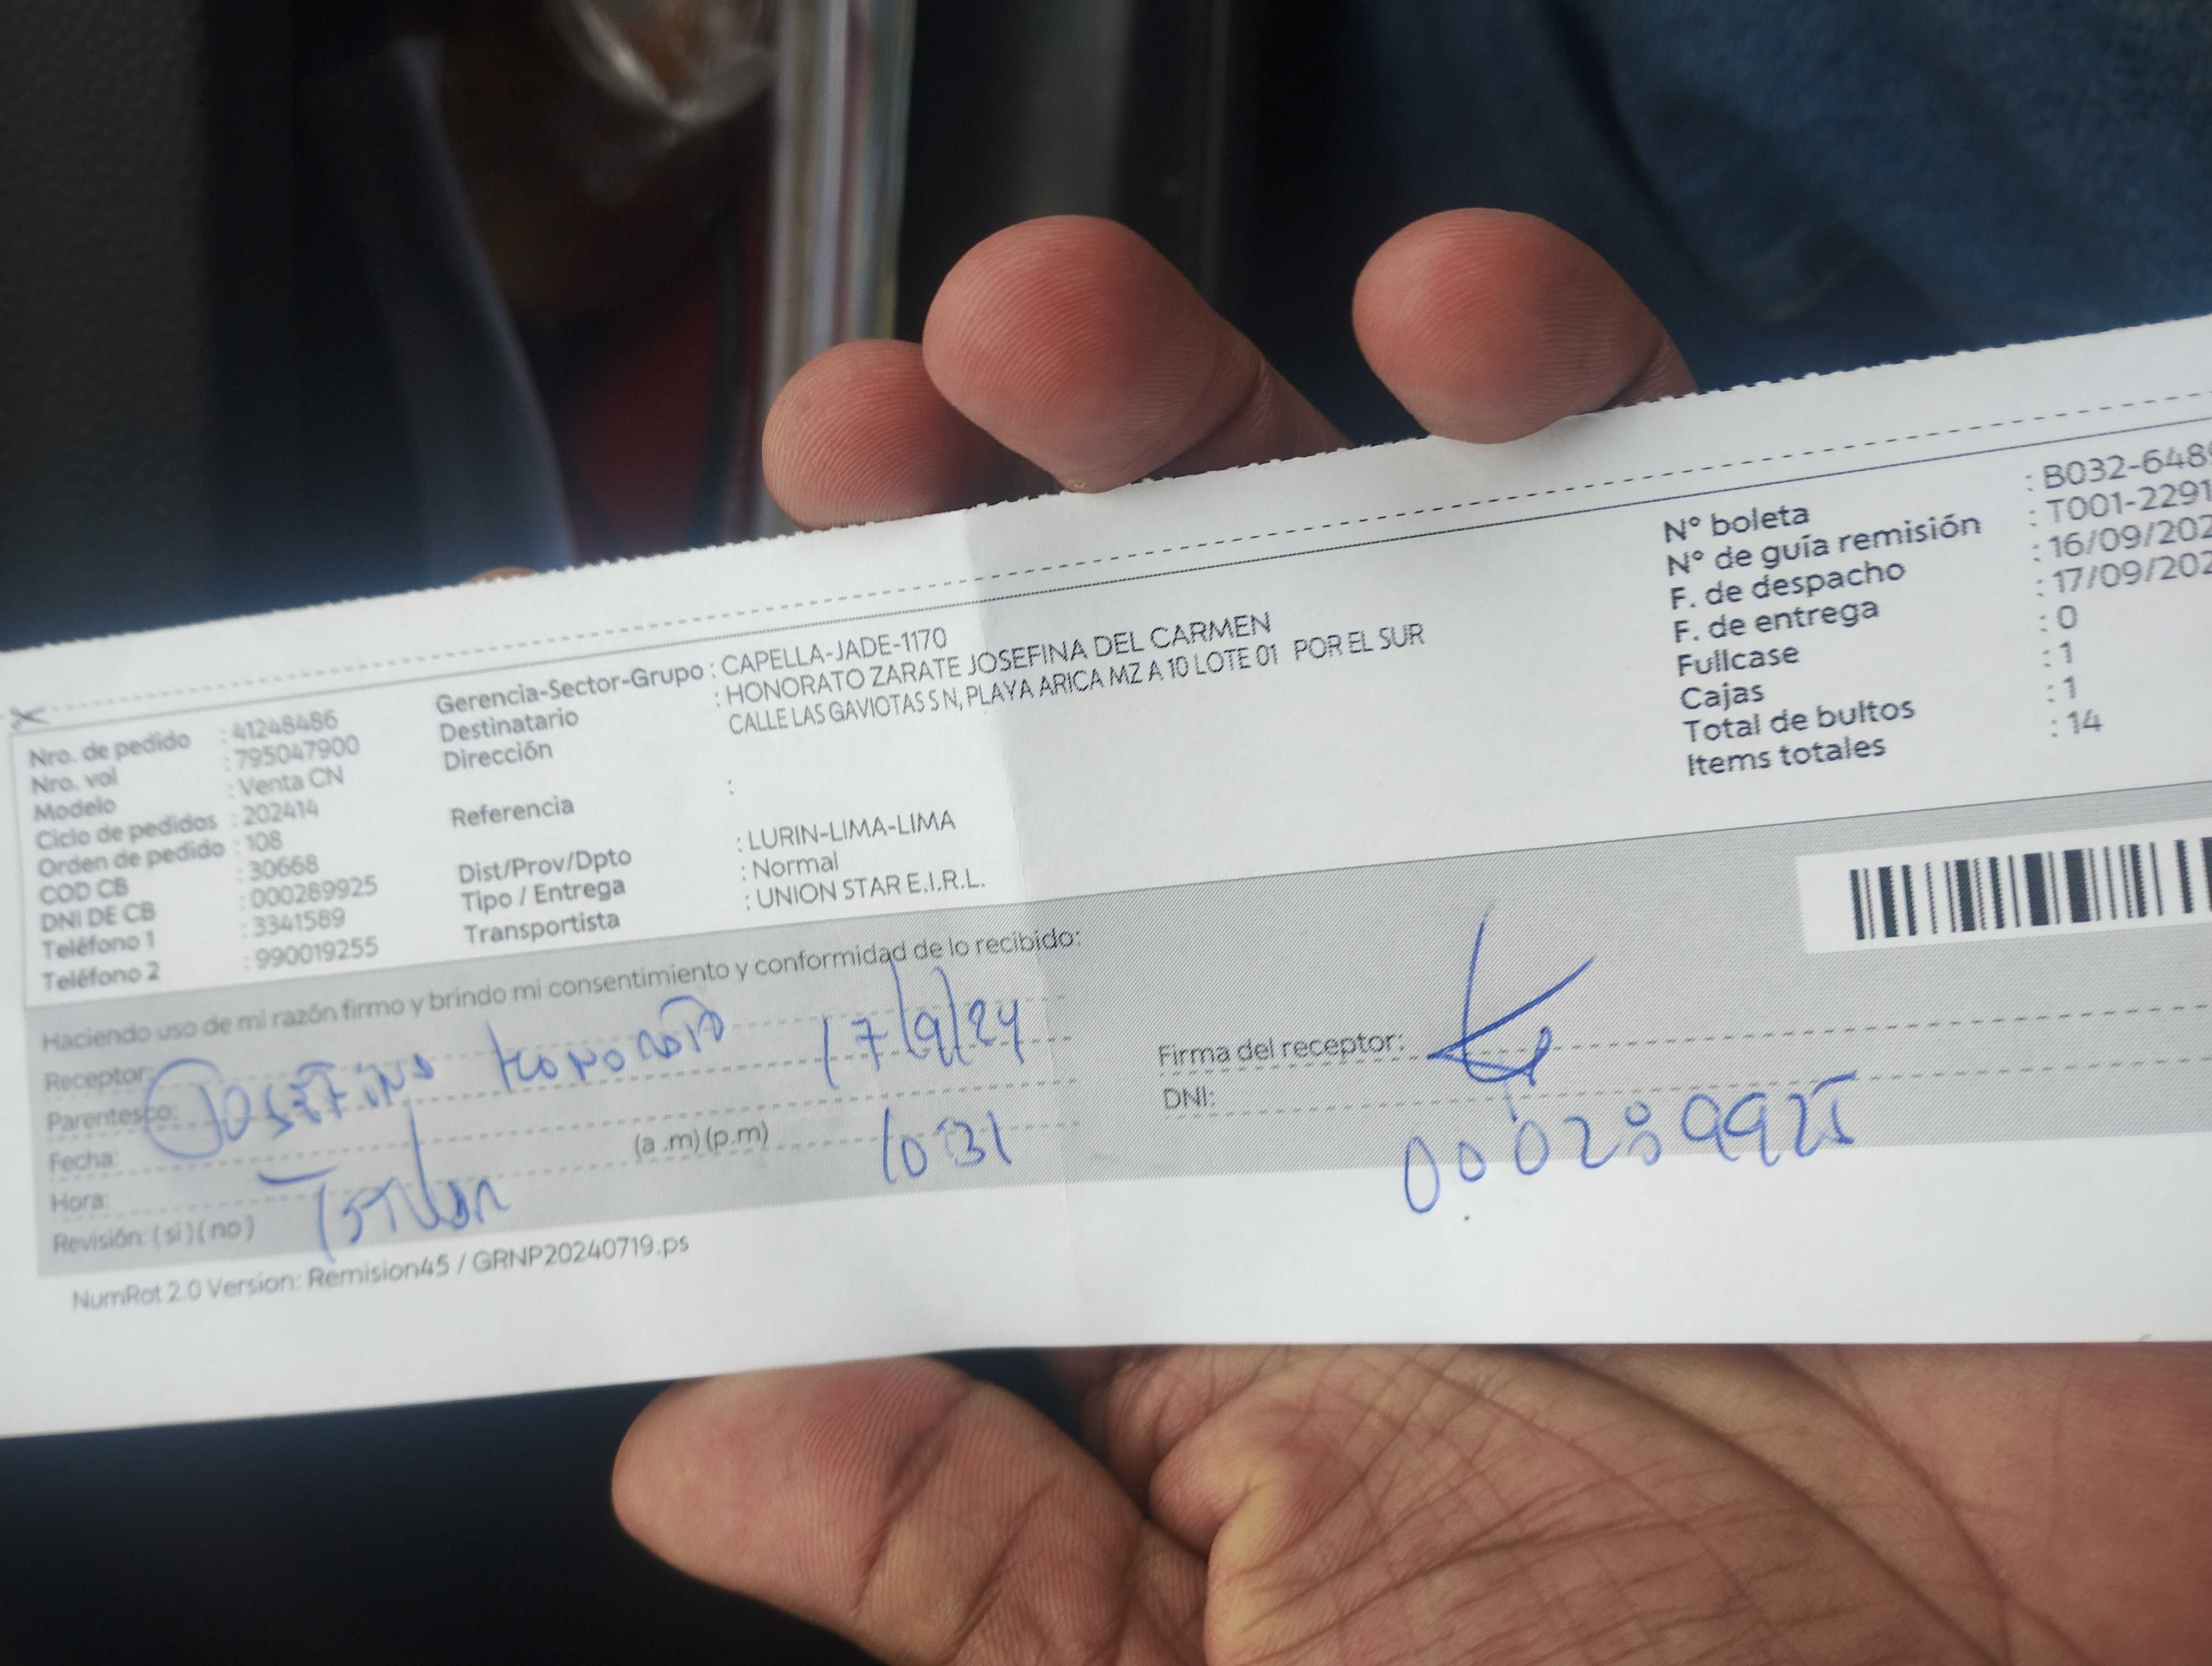 Nro. de pedido : 41248486
Nro. vol : 795047900
Modelo : Venta CN
Ciclo de pedidos : 202414
Orden de pedido : 108
COD CB : 30668
DNI DE CB : 000289925
Teléfono 1 : 3341589
Teléfono 2 : 990019255
Gerencia-Sector-Grupo : CAPELLA-JADE-1170
Destinatario : HONORATO ZARATE JOSEFINA DEL CARMEN
Dirección CALLE LAS GAVIOTAS S N, PLAYA ARICA MZ A 10 LOTE 01 POR EL SUR
Referencia :
Dist/Prov/Dpto : LURIN-LIMA-LIMA
Tipo / Entrega : Normal
Transportista : UNION STAR E.I.R.L.
N° boleta : B032-648
N° de guía remisión : T001-2291
F. de despacho : 16/09/202
F. de entrega : 17/09/202
Fullcase : 0
Cajas : 1
Total de bultos : 1
Items totales : 14
Haciendo uso de mi razón firmo y brindo mi consentimiento y conformidad de lo recibido:
Receptor: Josefina Honorato 17/9/24
Parentesco:
Fecha:
Hora: (a .m) (p.m) 10:31
Revisión: ( si ) ( no ) Titular
Firma del receptor:
DNI: 000289925
NumRot 2.0 Version: Remision45 / GRNP20240719.ps